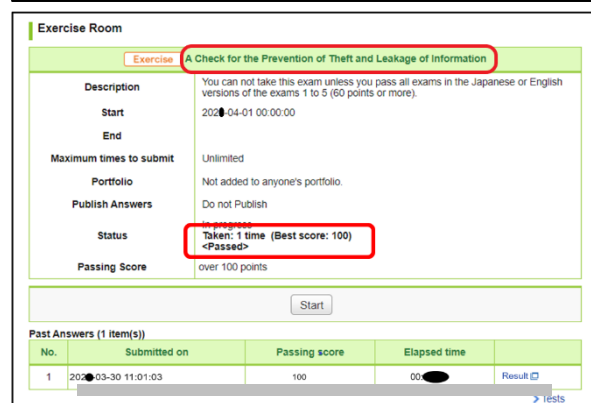 Exercise Room
Exercise A Check for the Prevention of Theft and Leakage of Information
Description You can not take this exam unless you pass all exams in the Japanese or English
versions of the exams 1 to 5 (60 points or more).
Start 202 -04-01 00:00:00
End
Maximum times to submit Unlimited
Portfolio Not added to anyone's portfolio.
Publish Answers Do not Publish
In progress
Status Taken: 1 time (Best score: 100)
<Passed>
Passing Score over 100 points
Start
Past Answers (1 item(s))
No. Submitted on Passing score Elapsed time
1 202 -03-30 11:01:03 100 00: Result
> Tests